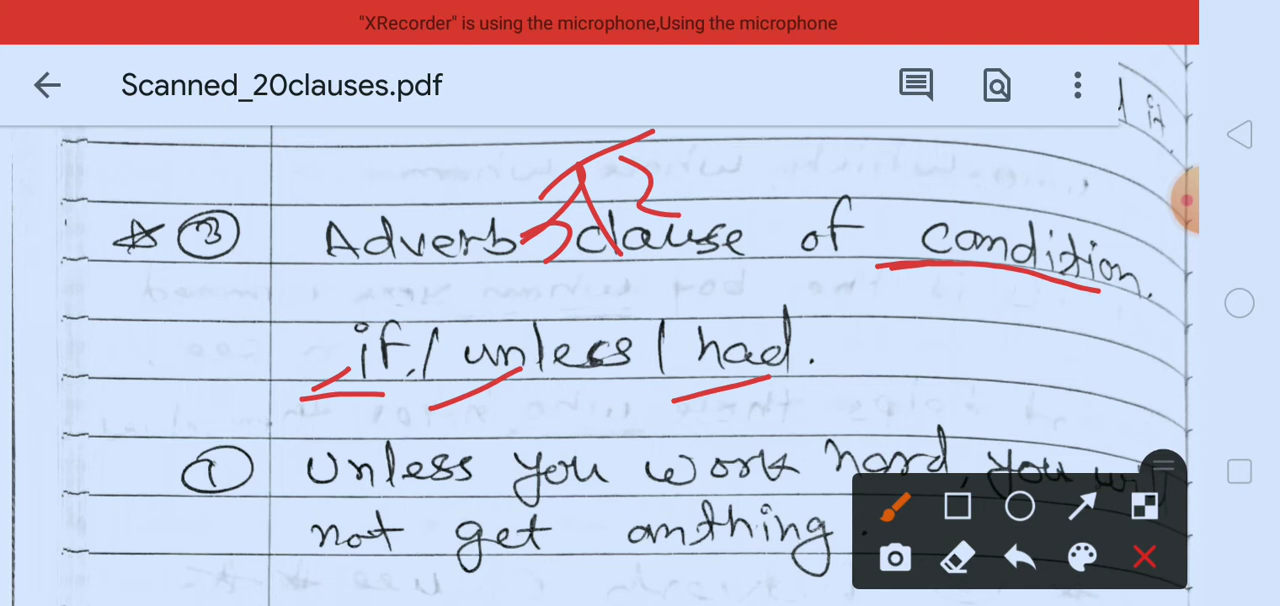 "XRecorder" is using the microphone,Using the microphone
Scanned_20clauses.pdf
③ Adverb clause of condition.
if / unless / had.
① Unless you work hard, you
not get anthing.